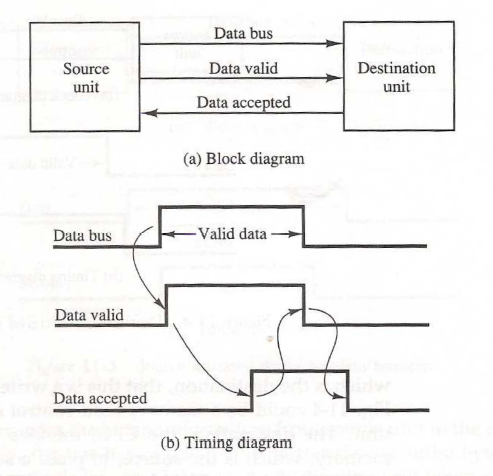 Data bus
Source
unit
Data valid
Destination
unit
Data accepted
(a) Block diagram
Data bus
Valid data
Data valid
Data accepted
(b) Timing diagram